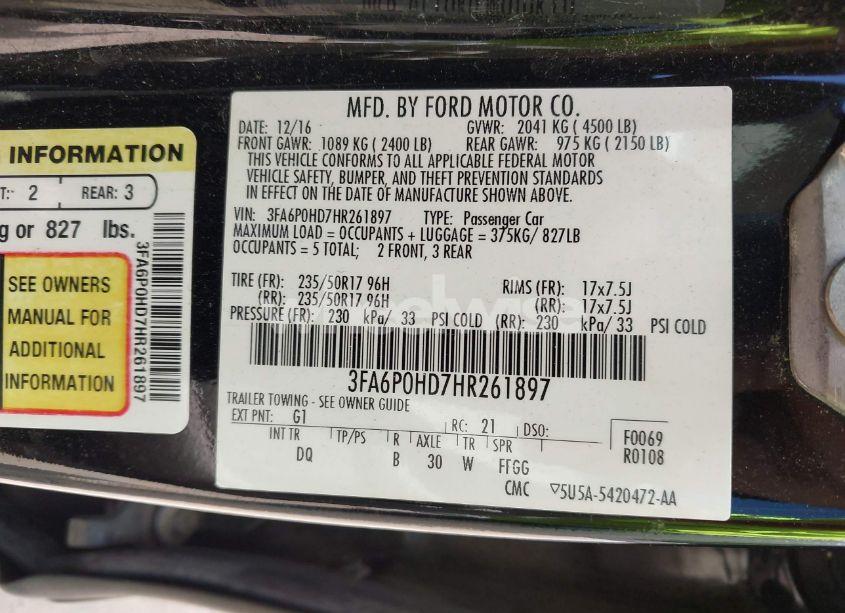 MFD. BY FORD MOTOR CO.
DATE: 12/16 GVWR: 2041 KG ( 4500 LB)
FRONT GAWR: 1089 KG ( 2400 LB) REAR GAWR: 975 KG ( 2150 LB)
THIS VEHICLE CONFORMS TO ALL APPLICABLE FEDERAL MOTOR
VEHICLE SAFETY, BUMPER, AND THEFT PREVENTION STANDARDS
IN EFFECT ON THE DATE OF MANUFACTURE SHOWN ABOVE.
VIN: 3FA6P0HD7HR261897 TYPE: Passenger Car
MAXIMUM LOAD = OCCUPANTS + LUGGAGE = 375KG/ 827LB
OCCUPANTS = 5 TOTAL; 2 FRONT, 3 REAR
TIRE (FR): 235/50R17 96H RIMS (FR): 17x7.5J
(RR): 235/50R17 96H (RR): 17x7.5J
PRESSURE (FR): 230 kPa/ 33 PSI COLD (RR): 230 kPa/ 33 PSI COLD
3FA6P0HD7HR261897
TRAILER TOWING - SEE OWNER GUIDE
EXT PNT: G1 RC: 21 DSO:
INT TR TP/PS R AXLE TR SPR
DQ B 30 W FFGG
F0069
R0108
CMC ▽5U5A-5420472-AA
INFORMATION
T: 2 REAR: 3
g or 827 lbs.
SEE OWNERS
MANUAL FOR
ADDITIONAL
INFORMATION
3FA6P0HD7HR261897